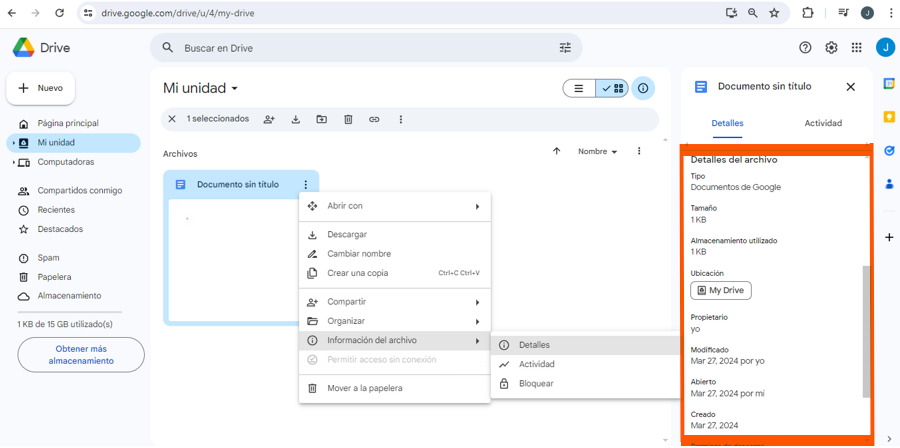 drive.google.com/drive/u/4/my-drive
J
Drive
Buscar en Drive
J
Nuevo
Página principal
Mi unidad
Computadoras
Compartidos conmigo
Recientes
Destacados
Spam
Papelera
Almacenamiento
1 KB de 15 GB utilizado(s)
Obtener más
almacenamiento
Mi unidad
1 seleccionados
Archivos
Nombre
Documento sin título
Abrir con
Descargar
Cambiar nombre
Crear una copia Ctrl+C Ctrl+V
Compartir
Organizar
Información del archivo
Permitir acceso sin conexión
Mover a la papelera
Detalles
Actividad
Bloquear
Documento sin título
Detalles Actividad
Detalles del archivo
Tipo
Documentos de Google
Tamaño
1 KB
Almacenamiento utilizado
1 KB
Ubicación
My Drive
Propietario
yo
Modificado
Mar 27, 2024 por yo
Abierto
Mar 27, 2024 por mí
Creado
Mar 27, 2024